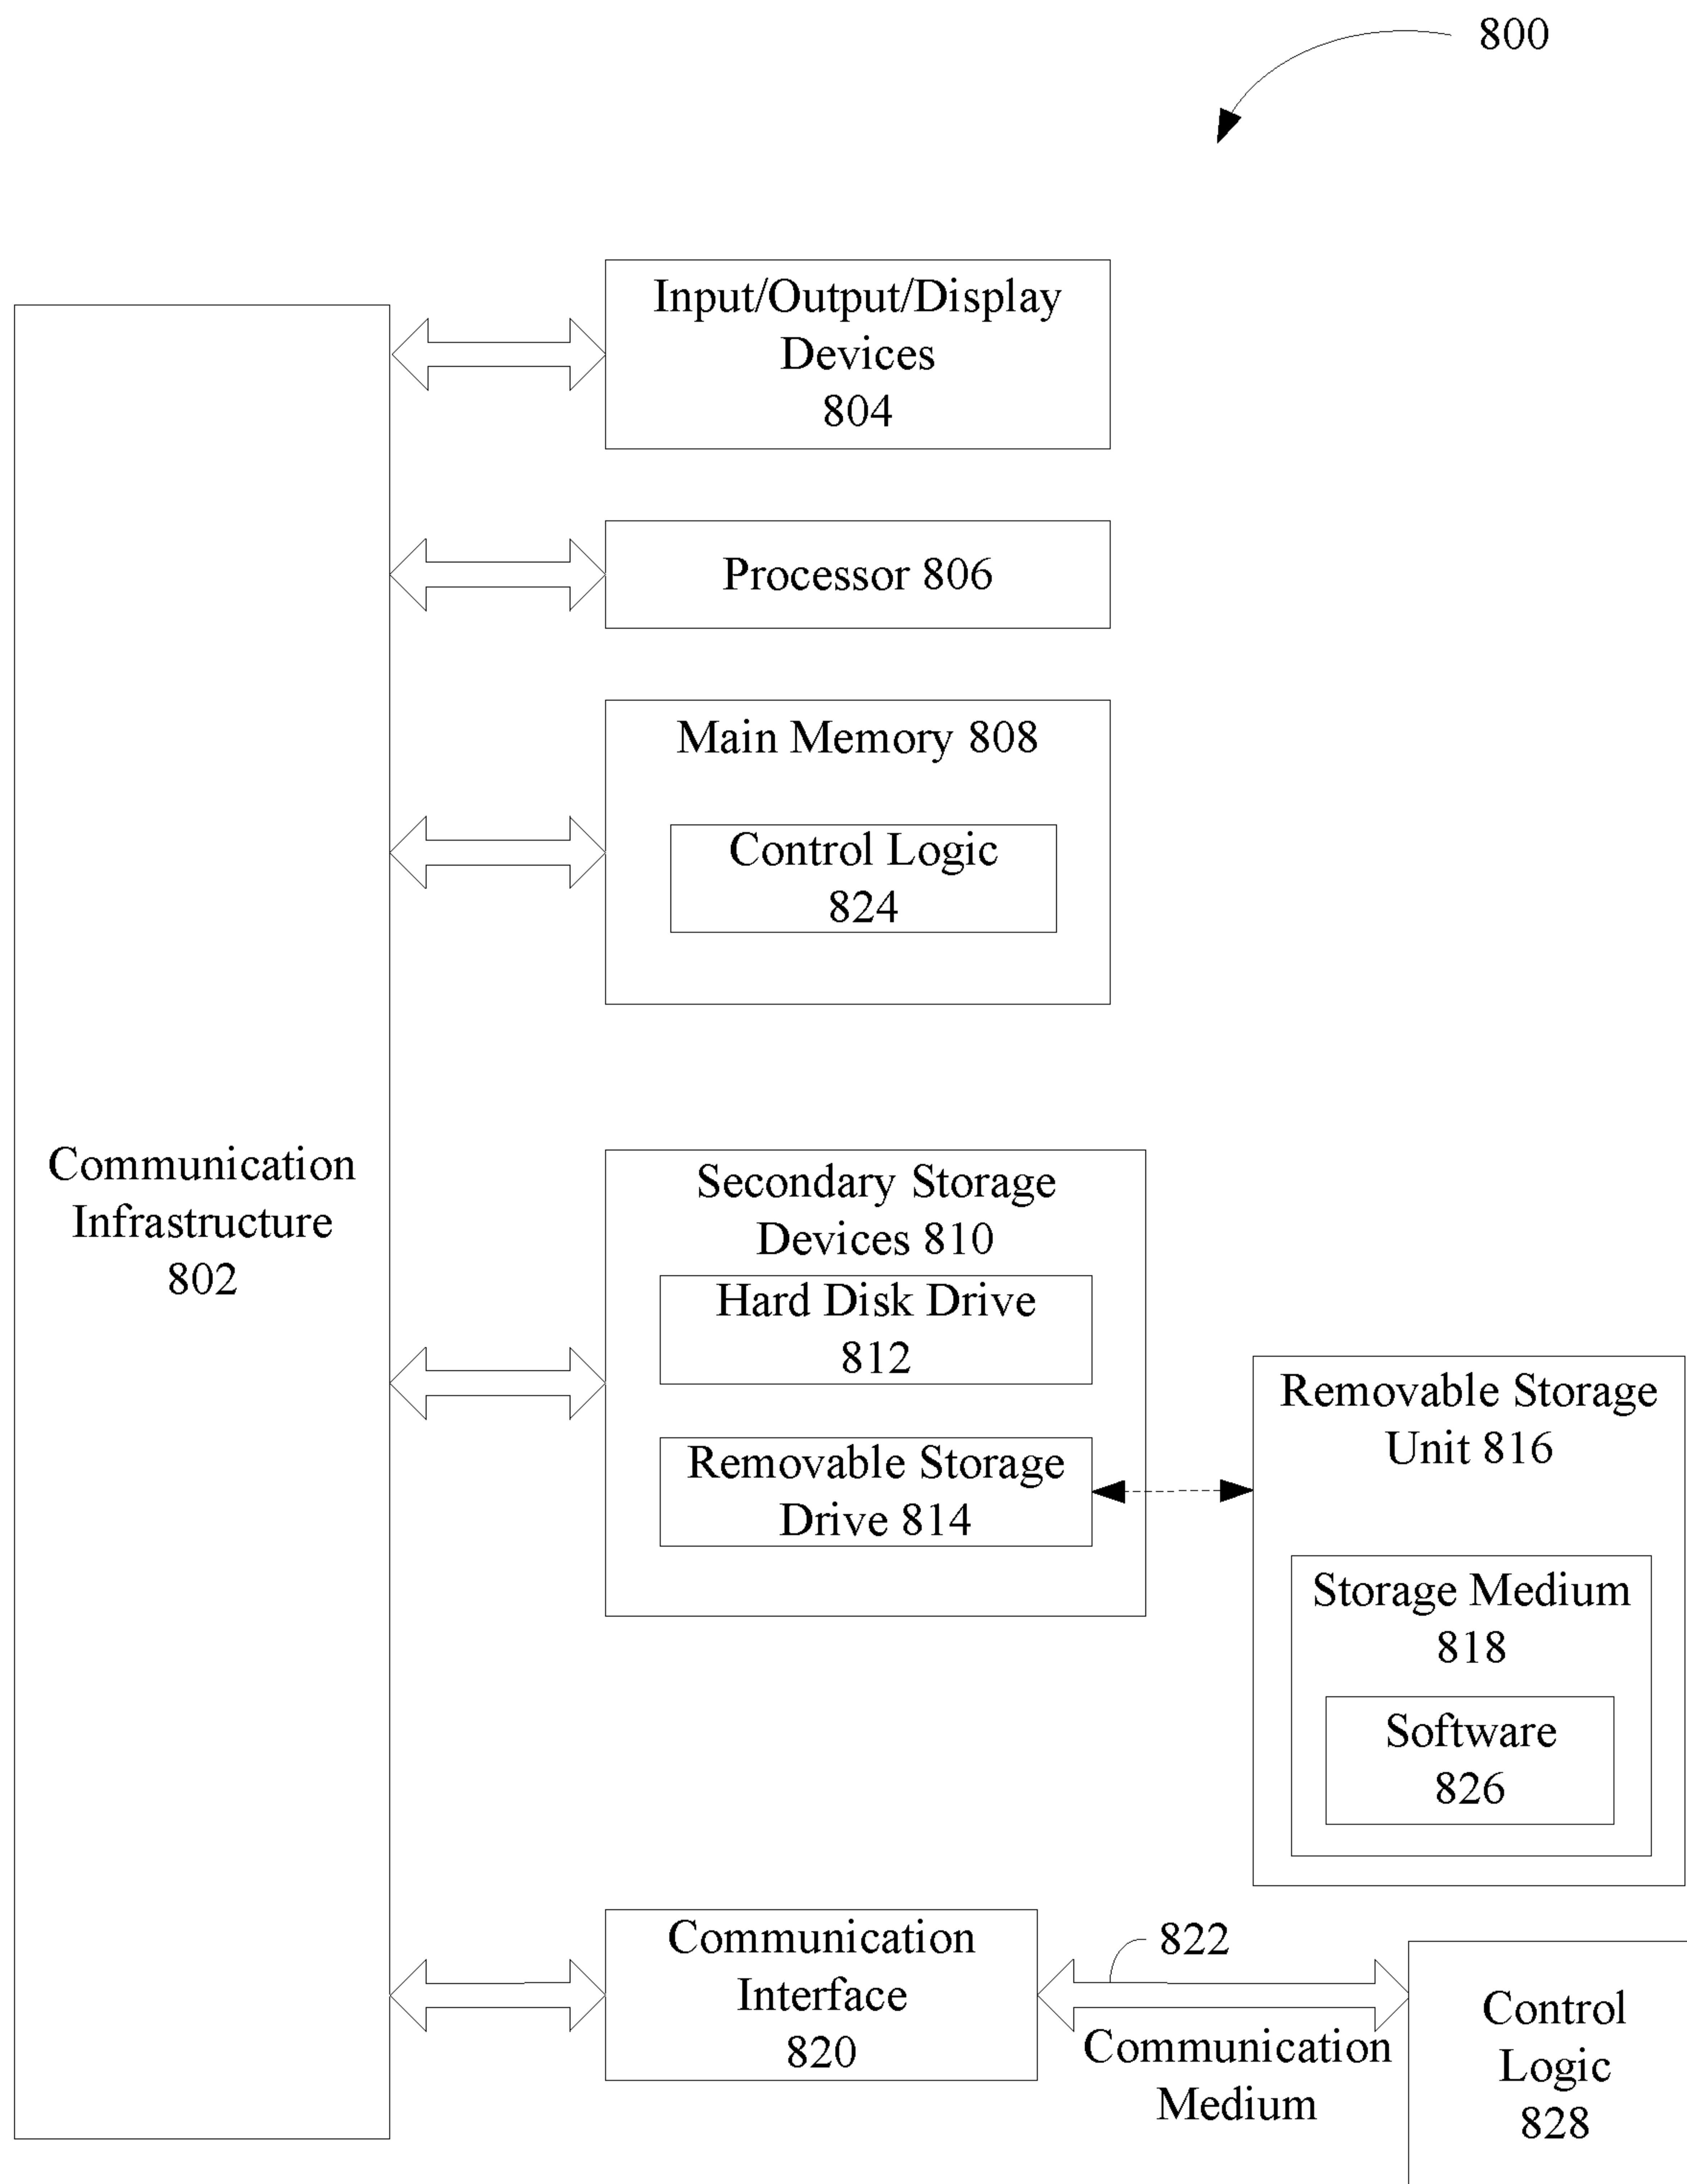 800
Input/Output/Display
Devices
804
Processor 806
Main Memory 808
Control Logic
824
Communication
Infrastructure
802
Secondary Storage
Devices 810
Hard Disk Drive
812
Removable Storage
Drive 814
Removable Storage
Unit 816
Storage Medium
818
Software
826
Communication
Interface
820
822
Communication
Medium
Control
Logic
828